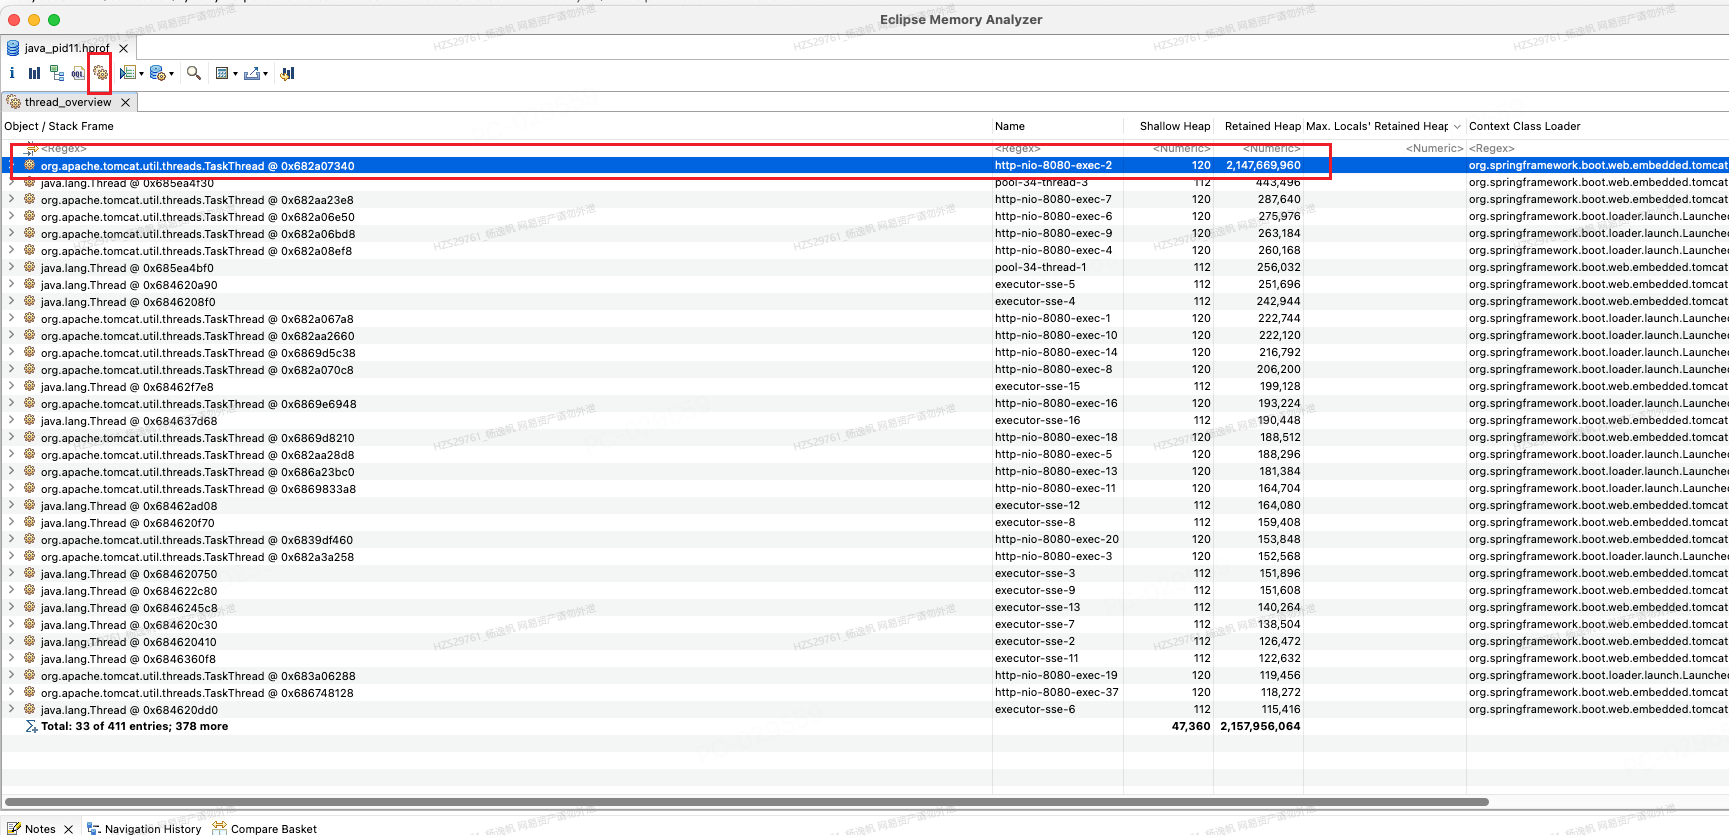 Eclipse Memory Analyzer
java_pid11.hprof
thread_overview
Object / Stack Frame Name Shallow Heap Retained Heap Max. Locals' Retained Heap Context Class Loader
<Regex> <Regex> <Numeric> <Numeric> <Numeric> <Regex>
org.apache.tomcat.util.threads.TaskThread @ 0x682a07340 http-nio-8080-exec-2 120 2,147,669,960 org.springframework.boot.web.embedded.tomcat
java.lang.Thread @ 0x685ea4f30 pool-34-thread-3 112 443,496 org.springframework.boot.web.embedded.tomcat
org.apache.tomcat.util.threads.TaskThread @ 0x682aa23e8 http-nio-8080-exec-7 120 287,640 org.springframework.boot.web.embedded.tomcat
org.apache.tomcat.util.threads.TaskThread @ 0x682a06e50 http-nio-8080-exec-6 120 275,976 org.springframework.boot.loader.launch.Launche
org.apache.tomcat.util.threads.TaskThread @ 0x682a06bd8 http-nio-8080-exec-9 120 263,184 org.springframework.boot.loader.launch.Launche
org.apache.tomcat.util.threads.TaskThread @ 0x682a08ef8 http-nio-8080-exec-4 120 260,168 org.springframework.boot.loader.launch.Launche
java.lang.Thread @ 0x685ea4bf0 pool-34-thread-1 112 256,032 org.springframework.boot.web.embedded.tomcat
java.lang.Thread @ 0x684620a90 executor-sse-5 112 251,696 org.springframework.boot.web.embedded.tomcat
java.lang.Thread @ 0x6846208f0 executor-sse-4 112 242,944 org.springframework.boot.web.embedded.tomcat
org.apache.tomcat.util.threads.TaskThread @ 0x682a067a8 http-nio-8080-exec-1 120 222,744 org.springframework.boot.loader.launch.Launche
org.apache.tomcat.util.threads.TaskThread @ 0x682aa2660 http-nio-8080-exec-10 120 222,120 org.springframework.boot.web.embedded.tomcat
org.apache.tomcat.util.threads.TaskThread @ 0x6869d5c38 http-nio-8080-exec-14 120 216,792 org.springframework.boot.loader.launch.Launche
org.apache.tomcat.util.threads.TaskThread @ 0x682a070c8 http-nio-8080-exec-8 120 206,200 org.springframework.boot.loader.launch.Launche
java.lang.Thread @ 0x68462f7e8 executor-sse-15 112 199,128 org.springframework.boot.web.embedded.tomcat
org.apache.tomcat.util.threads.TaskThread @ 0x6869e6948 http-nio-8080-exec-16 120 193,224 org.springframework.boot.loader.launch.Launche
java.lang.Thread @ 0x684637d68 executor-sse-16 112 190,448 org.springframework.boot.web.embedded.tomcat
org.apache.tomcat.util.threads.TaskThread @ 0x6869d8210 http-nio-8080-exec-18 120 188,512 org.springframework.boot.loader.launch.Launche
org.apache.tomcat.util.threads.TaskThread @ 0x682aa28d8 http-nio-8080-exec-5 120 188,296 org.springframework.boot.web.embedded.tomcat
org.apache.tomcat.util.threads.TaskThread @ 0x686a23bc0 http-nio-8080-exec-13 120 181,384 org.springframework.boot.loader.launch.Launche
org.apache.tomcat.util.threads.TaskThread @ 0x6869833a8 http-nio-8080-exec-11 120 164,704 org.springframework.boot.loader.launch.Launche
java.lang.Thread @ 0x68462ad08 executor-sse-12 112 164,080 org.springframework.boot.web.embedded.tomcat
java.lang.Thread @ 0x684620f70 executor-sse-8 112 159,408 org.springframework.boot.web.embedded.tomcat
org.apache.tomcat.util.threads.TaskThread @ 0x6839df460 http-nio-8080-exec-20 120 153,848 org.springframework.boot.web.embedded.tomcat
org.apache.tomcat.util.threads.TaskThread @ 0x682a3a258 http-nio-8080-exec-3 120 152,568 org.springframework.boot.loader.launch.Launche
java.lang.Thread @ 0x684620750 executor-sse-3 112 151,896 org.springframework.boot.web.embedded.tomcat
java.lang.Thread @ 0x684622c80 executor-sse-9 112 151,608 org.springframework.boot.web.embedded.tomcat
java.lang.Thread @ 0x6846245c8 executor-sse-13 112 140,264 org.springframework.boot.web.embedded.tomcat
java.lang.Thread @ 0x684620c30 executor-sse-7 112 138,504 org.springframework.boot.web.embedded.tomcat
java.lang.Thread @ 0x684620410 executor-sse-2 112 126,472 org.springframework.boot.web.embedded.tomcat
java.lang.Thread @ 0x6846360f8 executor-sse-11 112 122,632 org.springframework.boot.web.embedded.tomcat
org.apache.tomcat.util.threads.TaskThread @ 0x683a06288 http-nio-8080-exec-19 120 119,456 org.springframework.boot.loader.launch.Launche
org.apache.tomcat.util.threads.TaskThread @ 0x686748128 http-nio-8080-exec-37 120 118,272 org.springframework.boot.web.embedded.tomcat
java.lang.Thread @ 0x684620dd0 executor-sse-6 112 115,416 org.springframework.boot.web.embedded.tomcat
Total: 33 of 411 entries; 378 more 47,360 2,157,956,064
Notes Navigation History Compare Basket